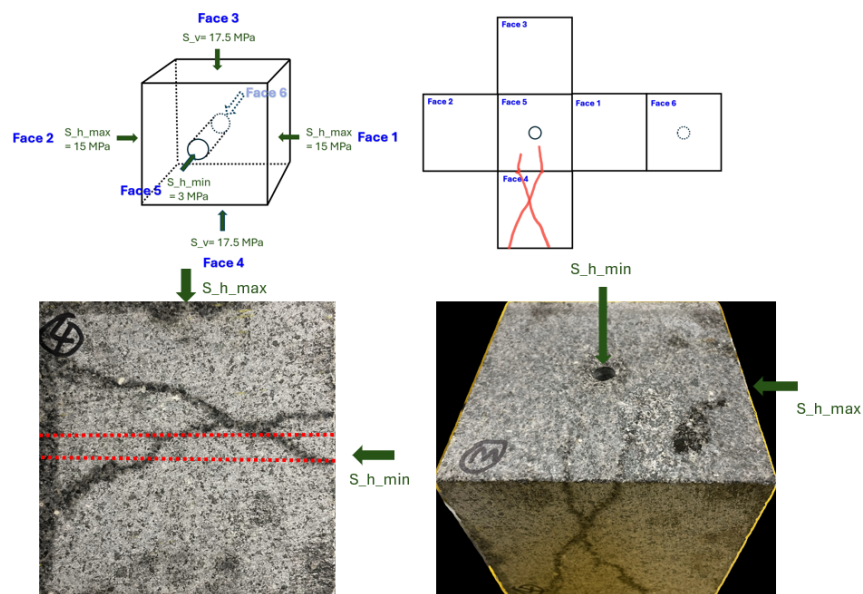 Face 3
S_v= 17.5 MPa
Face 6
Face 2
S_h_max
= 15 MPa
S_h_max
= 15 MPa
Face 1
Face 5
S_h_min
= 3 MPa
S_v= 17.5 MPa
Face 4
Face 3
Face 2
Face 5
Face 1
Face 6
Face 4
S_h_max
4
S_h_min
S_h_min
S_h_max